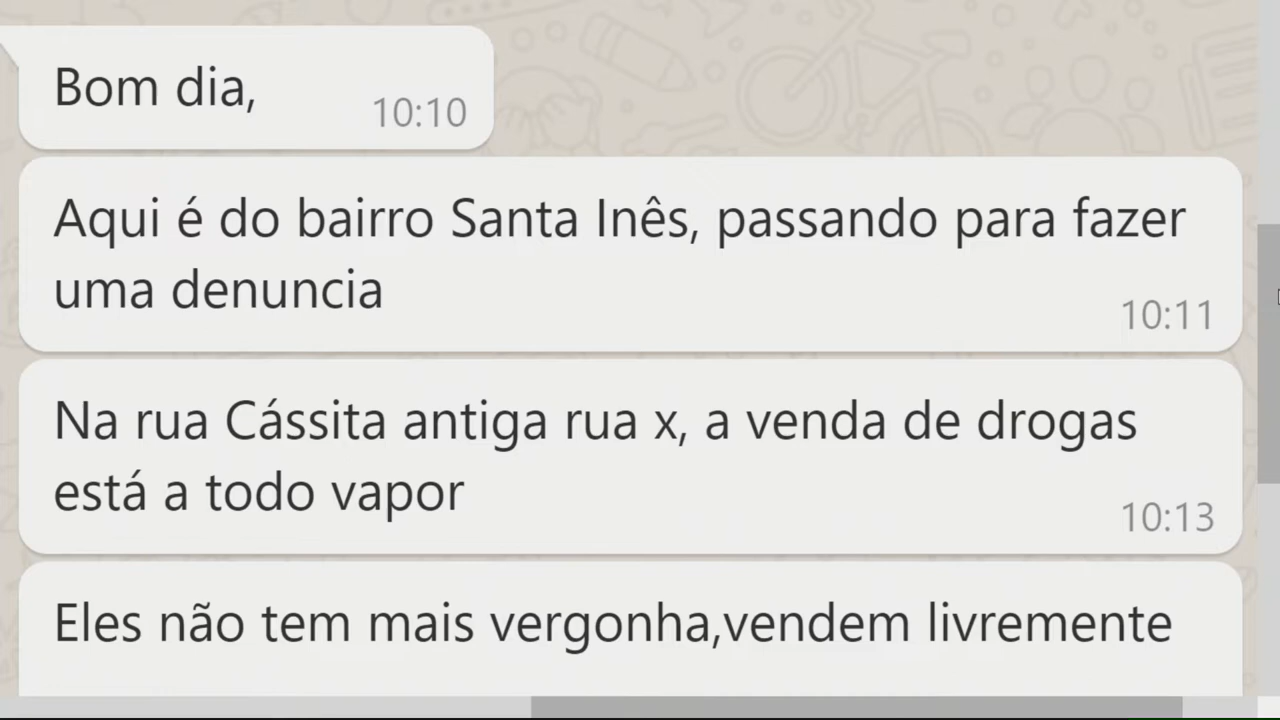 Bom dia,
10:10
Aqui é do bairro Santa Inês, passando para fazer
uma denuncia
10:11
Na rua Cássita antiga rua x, a venda de drogas
está a todo vapor
10:13
Eles não tem mais vergonha,vendem livremente